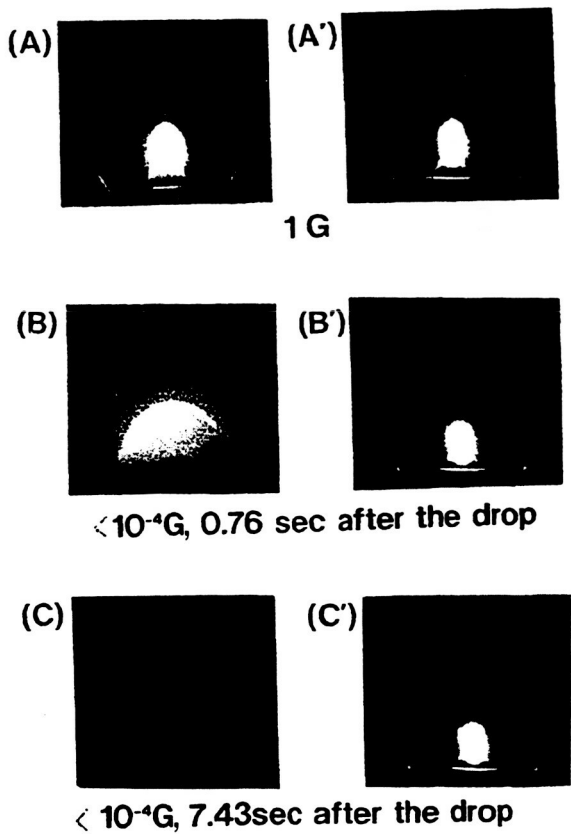 (A) (A')
1 G
(B) (B')
<10⁻⁴G, 0.76 sec after the drop
(C) (C')
< 10⁻⁴G, 7.43sec after the drop